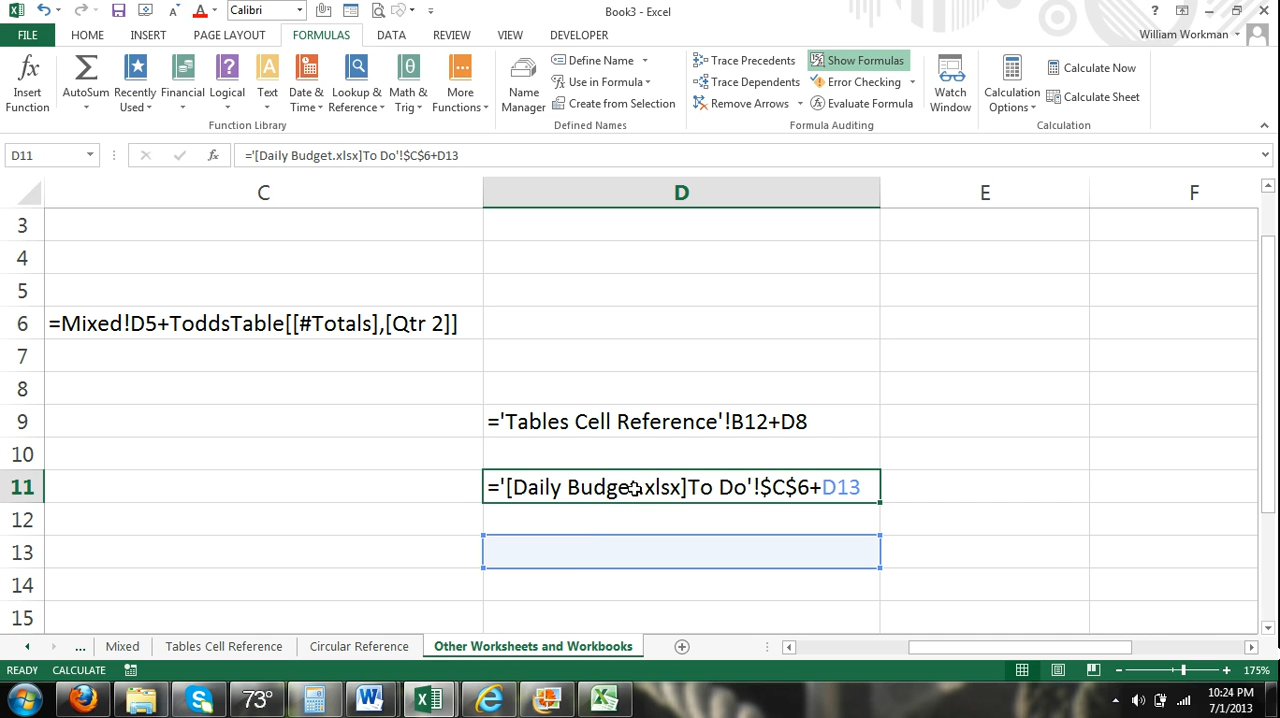 Calibri
Book3 - Excel
?
FILE
HOME
INSERT
PAGE LAYOUT
FORMULAS
DATA
REVIEW
VIEW
DEVELOPER
William Workman
Insert Function
AutoSum
Recently Used
Financial
Logical
Text
Date & Time
Lookup & Reference
Math & Trig
More Functions
Function Library
Name Manager
Define Name
Use in Formula
Create from Selection
Defined Names
Trace Precedents
Trace Dependents
Remove Arrows
Show Formulas
Error Checking
Evaluate Formula
Formula Auditing
Watch Window
Calculation Options
Calculate Now
Calculate Sheet
Calculation
D11
fx
='[Daily Budget.xlsx]To Do'!$C$6+D13
C D E F
3
4
5
6 =Mixed!D5+ToddsTable[[#Totals],[Qtr 2]]
7
8
9 ='Tables Cell Reference'!B12+D8
10
11 ='[Daily Budget.xlsx]To Do'!$C$6+D13
12
13
14
15
... Mixed Tables Cell Reference Circular Reference Other Worksheets and Workbooks
READY CALCULATE 175%
73° 10:24 PM
7/1/2013